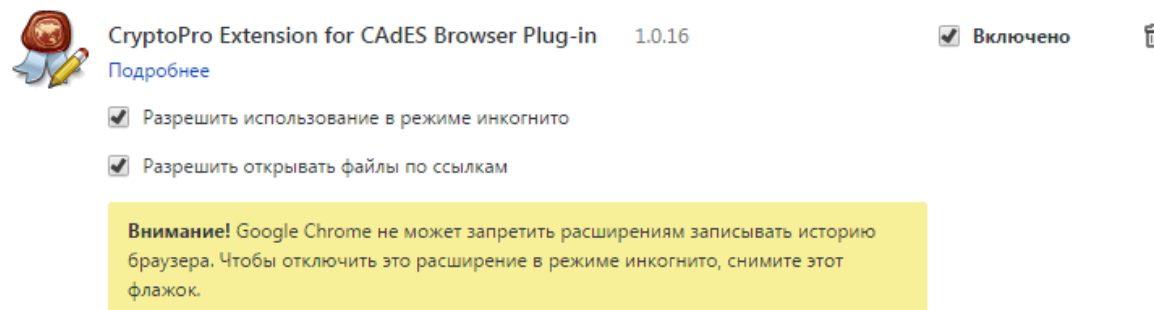 CryptoPro Extension for CAdES Browser Plug-in 1.0.16 Включено
Подробнее
Разрешить использование в режиме инкогнито
Разрешить открывать файлы по ссылкам
Внимание! Google Chrome не может запретить расширениям записывать историю
браузера. Чтобы отключить это расширение в режиме инкогнито, снимите этот
флажок.